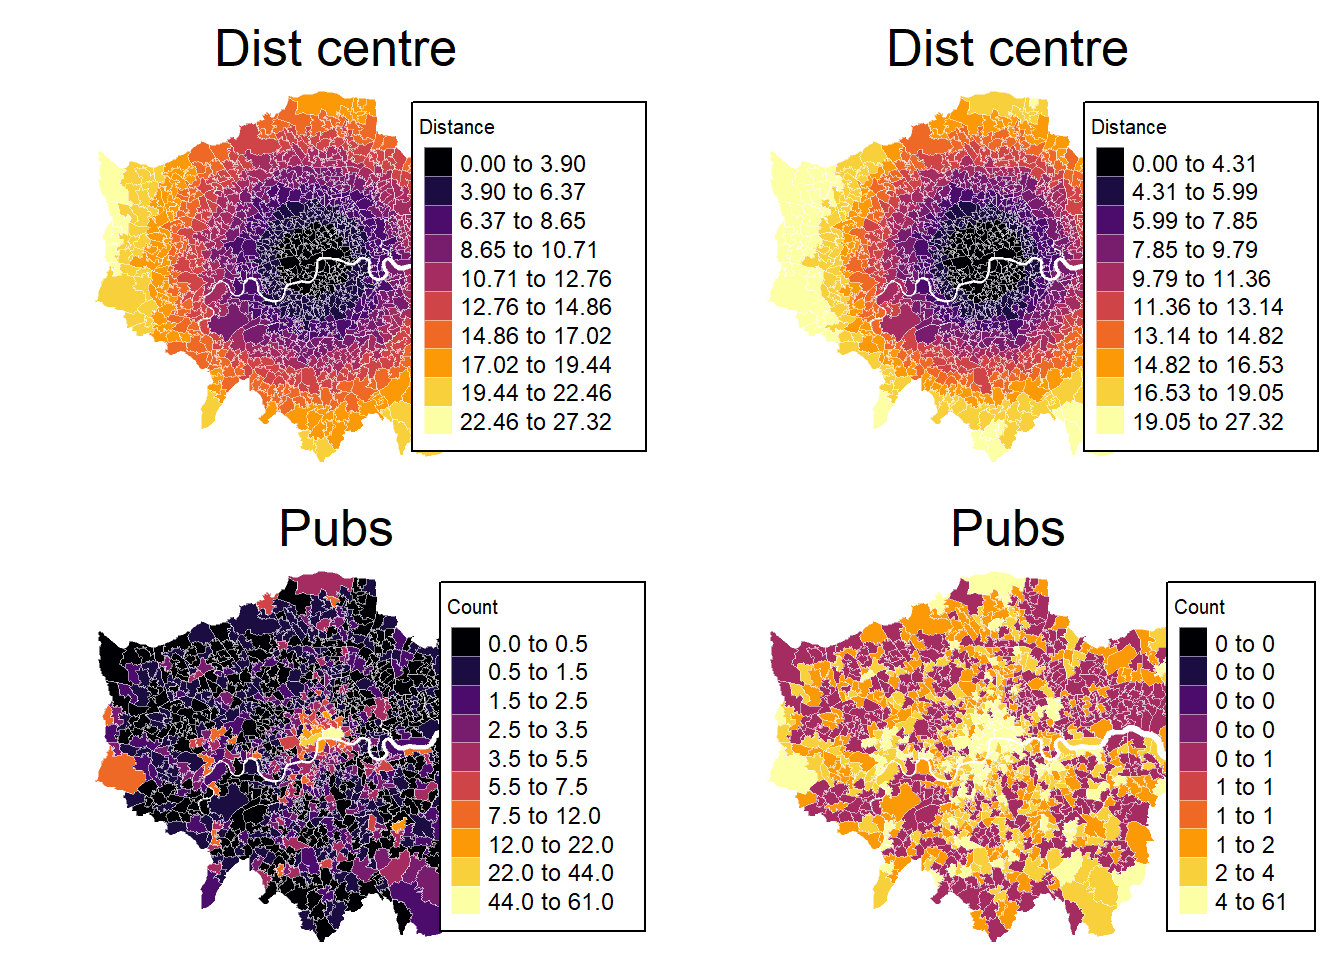 Dist centre
Distance
0.00 to 3.90
3.90 to 6.37
6.37 to 8.65
8.65 to 10.71
10.71 to 12.76
12.76 to 14.86
14.86 to 17.02
17.02 to 19.44
19.44 to 22.46
22.46 to 27.32
Dist centre
Distance
0.00 to 4.31
4.31 to 5.99
5.99 to 7.85
7.85 to 9.79
9.79 to 11.36
11.36 to 13.14
13.14 to 14.82
14.82 to 16.53
16.53 to 19.05
19.05 to 27.32
Pubs
Count
0.0 to 0.5
0.5 to 1.5
1.5 to 2.5
2.5 to 3.5
3.5 to 5.5
5.5 to 7.5
7.5 to 12.0
12.0 to 22.0
22.0 to 44.0
44.0 to 61.0
Pubs
Count
0 to 0
0 to 0
0 to 0
0 to 0
0 to 1
1 to 1
1 to 1
1 to 2
2 to 4
4 to 61